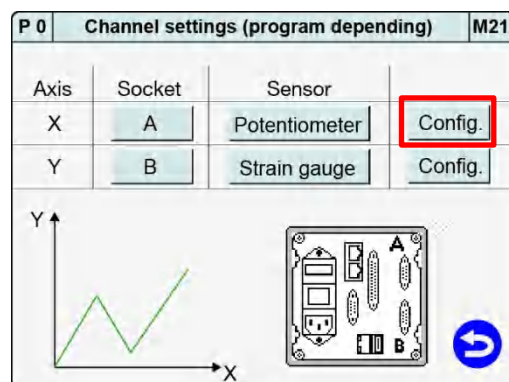 P 0 Channel settings (program depending) M21
Axis Socket Sensor
X A Potentiometer Config.
Y B Strain gauge Config.
Y
A
B
X